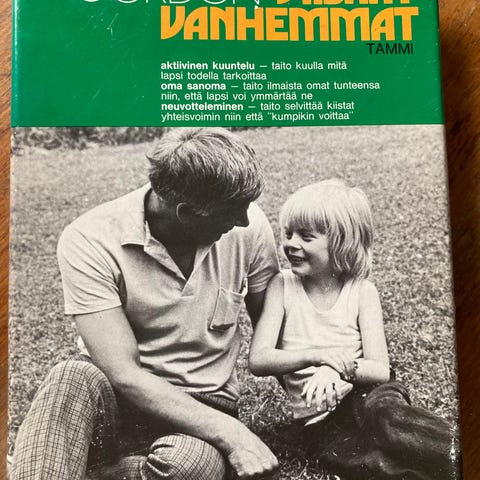 GORDON
VANHEMMAT
TAMMI
aktiivinen kuuntelu – taito kuulla mitä
lapsi todella tarkoittaa
oma sanoma – taito ilmaista omat tunteensa
niin, että lapsi voi ymmärtää ne
neuvotteleminen – taito selvittää kiistat
yhteisvoimin niin että "kumpikin voittaa"